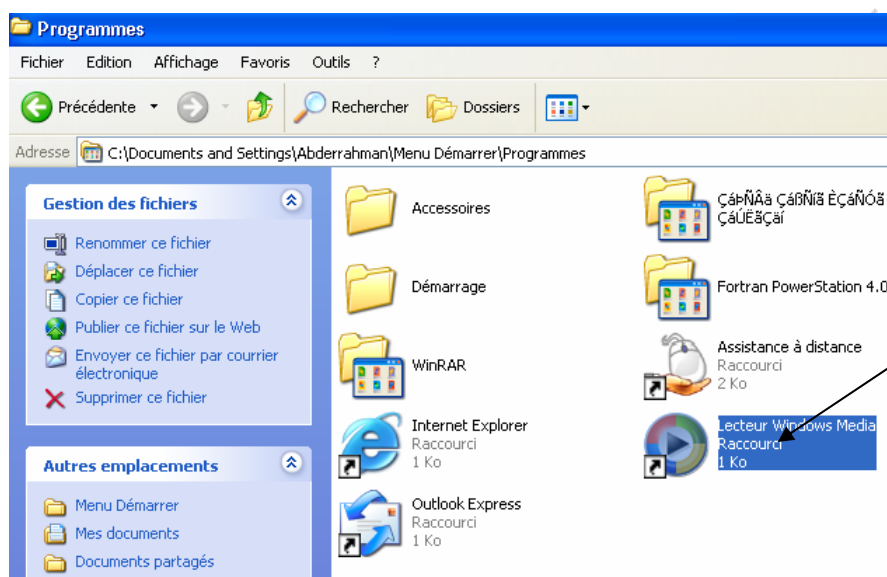 Programmes
Fichier Edition Affichage Favoris Outils ?
Précédente Rechercher Dossiers
Adresse C:\Documents and Settings\Abderrahman\Menu Démarrer\Programmes
Gestion des fichiers
Renommer ce fichier
Déplacer ce fichier
Copier ce fichier
Publier ce fichier sur le Web
Envoyer ce fichier par courrier
électronique
Supprimer ce fichier
Autres emplacements
Menu Démarrer
Mes documents
Documents partagés
Accessoires
ÇáÞÑÂä ÇáßÑíã ÈÇáÑÓã
ÇáÚËãÇäí
Démarrage
Fortran PowerStation 4.0
WinRAR
Assistance à distance
Raccourci
2 Ko
Internet Explorer
Raccourci
1 Ko
Lecteur Windows Media
Raccourci
1 Ko
Outlook Express
Raccourci
1 Ko